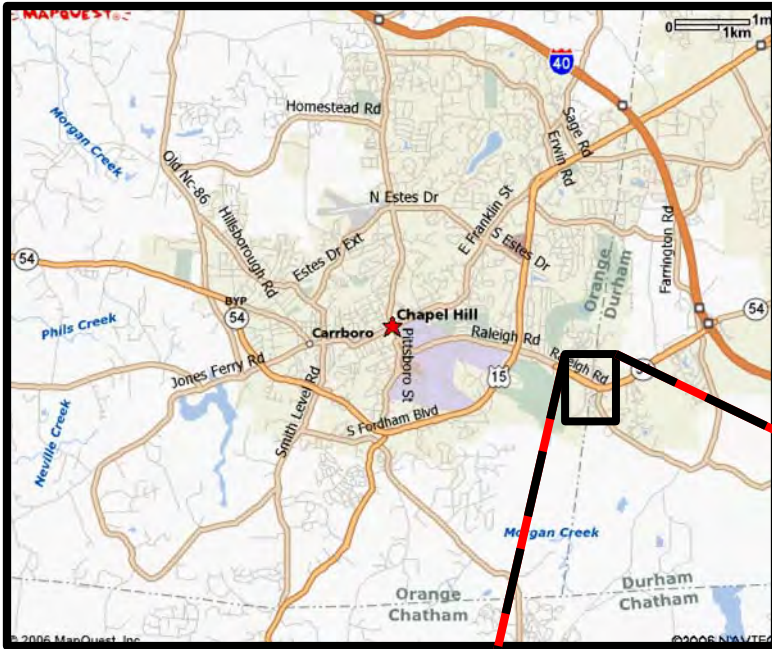 MAPQUEST
0 1m
1km
40
Homestead Rd
Sage Rd
Erwin Rd
Morgan Creek
Old Nc-86
N Estes Dr
E Franklin St
Hillsborough Rd
Estes Dr Ext
S Estes Dr
Farrington Rd
Orange
Durham
54
BYP
54
Chapel Hill
Carrboro
Pittsboro St
Raleigh Rd
Raleigh Rd
54
Phils Creek
Jones Ferry Rd
15
Smith Level Rd
S Fordham Blvd
Neville Creek
Morgan Creek
Orange
Chatham
Durham
Chatham
© 2006 MapQuest, Inc
©2006 NAVTEQ